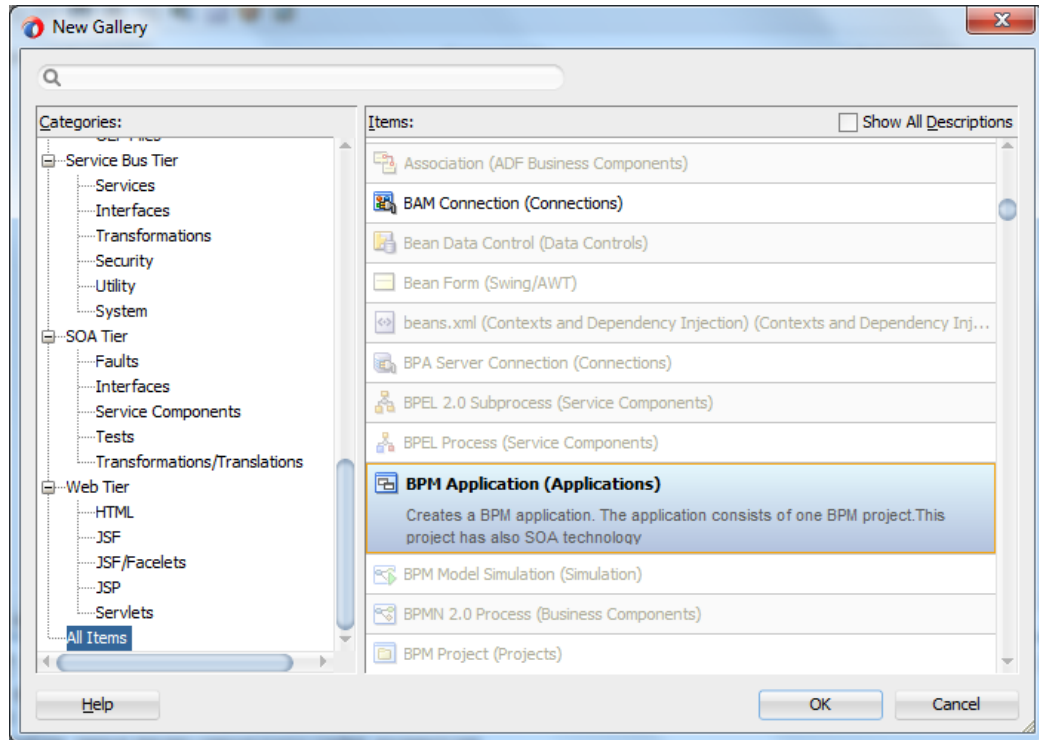 New Gallery
Categories:
Service Bus Tier
Services
Interfaces
Transformations
Security
Utility
System
SOA Tier
Faults
Interfaces
Service Components
Tests
Transformations/Translations
Web Tier
HTML
JSF
JSF/Facelets
JSP
Servlets
All Items
Items:
Show All Descriptions
Association (ADF Business Components)
BAM Connection (Connections)
Bean Data Control (Data Controls)
Bean Form (Swing/AWT)
beans.xml (Contexts and Dependency Injection) (Contexts and Dependency Inj...
BPA Server Connection (Connections)
BPEL 2.0 Subprocess (Service Components)
BPEL Process (Service Components)
BPM Application (Applications)
Creates a BPM application. The application consists of one BPM project.This
project has also SOA technology
BPM Model Simulation (Simulation)
BPMN 2.0 Process (Business Components)
BPM Project (Projects)
Help
OK
Cancel